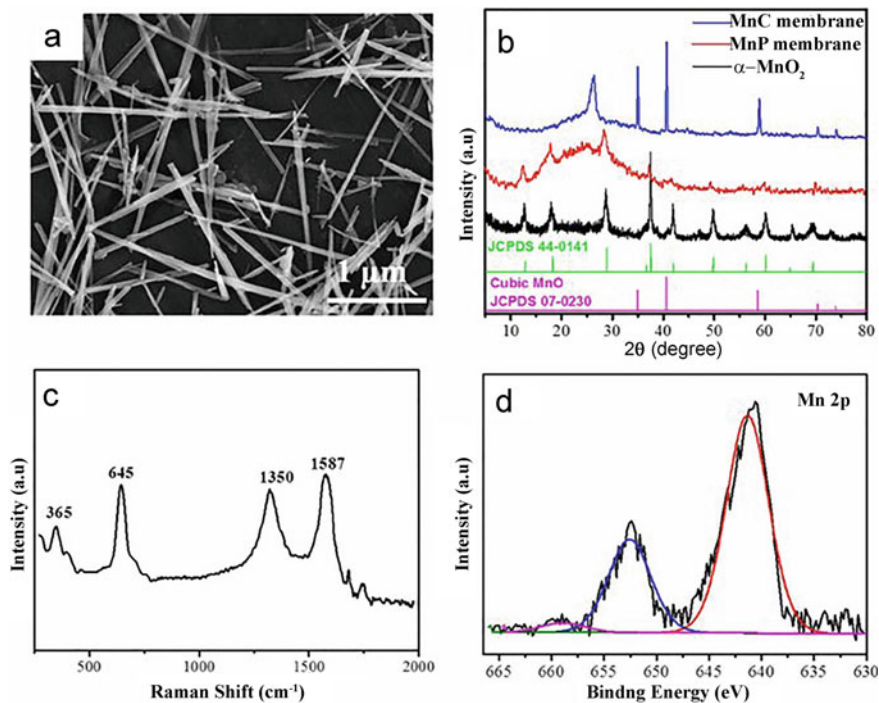 a
1 μm
b
MnC membrane
MnP membrane
α−MnO₂
Intensity (a.u)
JCPDS 44-0141
Cubic MnO
JCPDS 07-0230
10 20 30 40 50 60 70 80
2θ (degree)
c
365
645
1350
1587
Intensity (a.u)
500 1000 1500 2000
Raman Shift (cm⁻¹)
d
Mn 2p
Intensity (a.u)
665 660 655 650 645 640 635 630
Bindng Energy (eV)